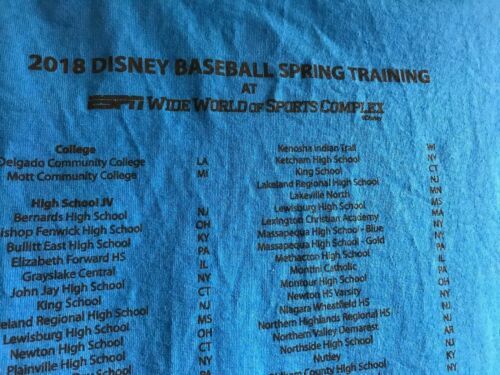 2018 DISNEY BASEBALL SPRING TRAINING
AT
ESPN WIDE WORLD OF SPORTS COMPLEX
©Disney
College
Delgado Community College LA
Mott Community College MI
High School JV
Bernards High School NJ
ishop Fenwick High School OH
Bullitt East High School KY
Elizabeth Forward HS PA
Grayslake Central IL
John Jay High School NY
King School CT
eland Regional High School NJ
Lewisburg High School MS
Newton High School OH
Plainville High School CT
Kenosha Indian Trail WI
Ketcham High School NY
King School CT
Lakeland Regional High School NJ
Lakeville North MN
Lewisburg High School MS
Lexington Christian Academy MA
Massapequa High School - Blue NY
Massapequa High School - Gold NY
Methacton High School PA
Montini Catholic IL
Montour High School PA
Newton HS Varsity OH
Niagara Wheatfield HS NY
Northern Highlands Regional HS NJ
Northern Valley Demarest NJ
Northside High School AR
Nutley NJ
County High School KY